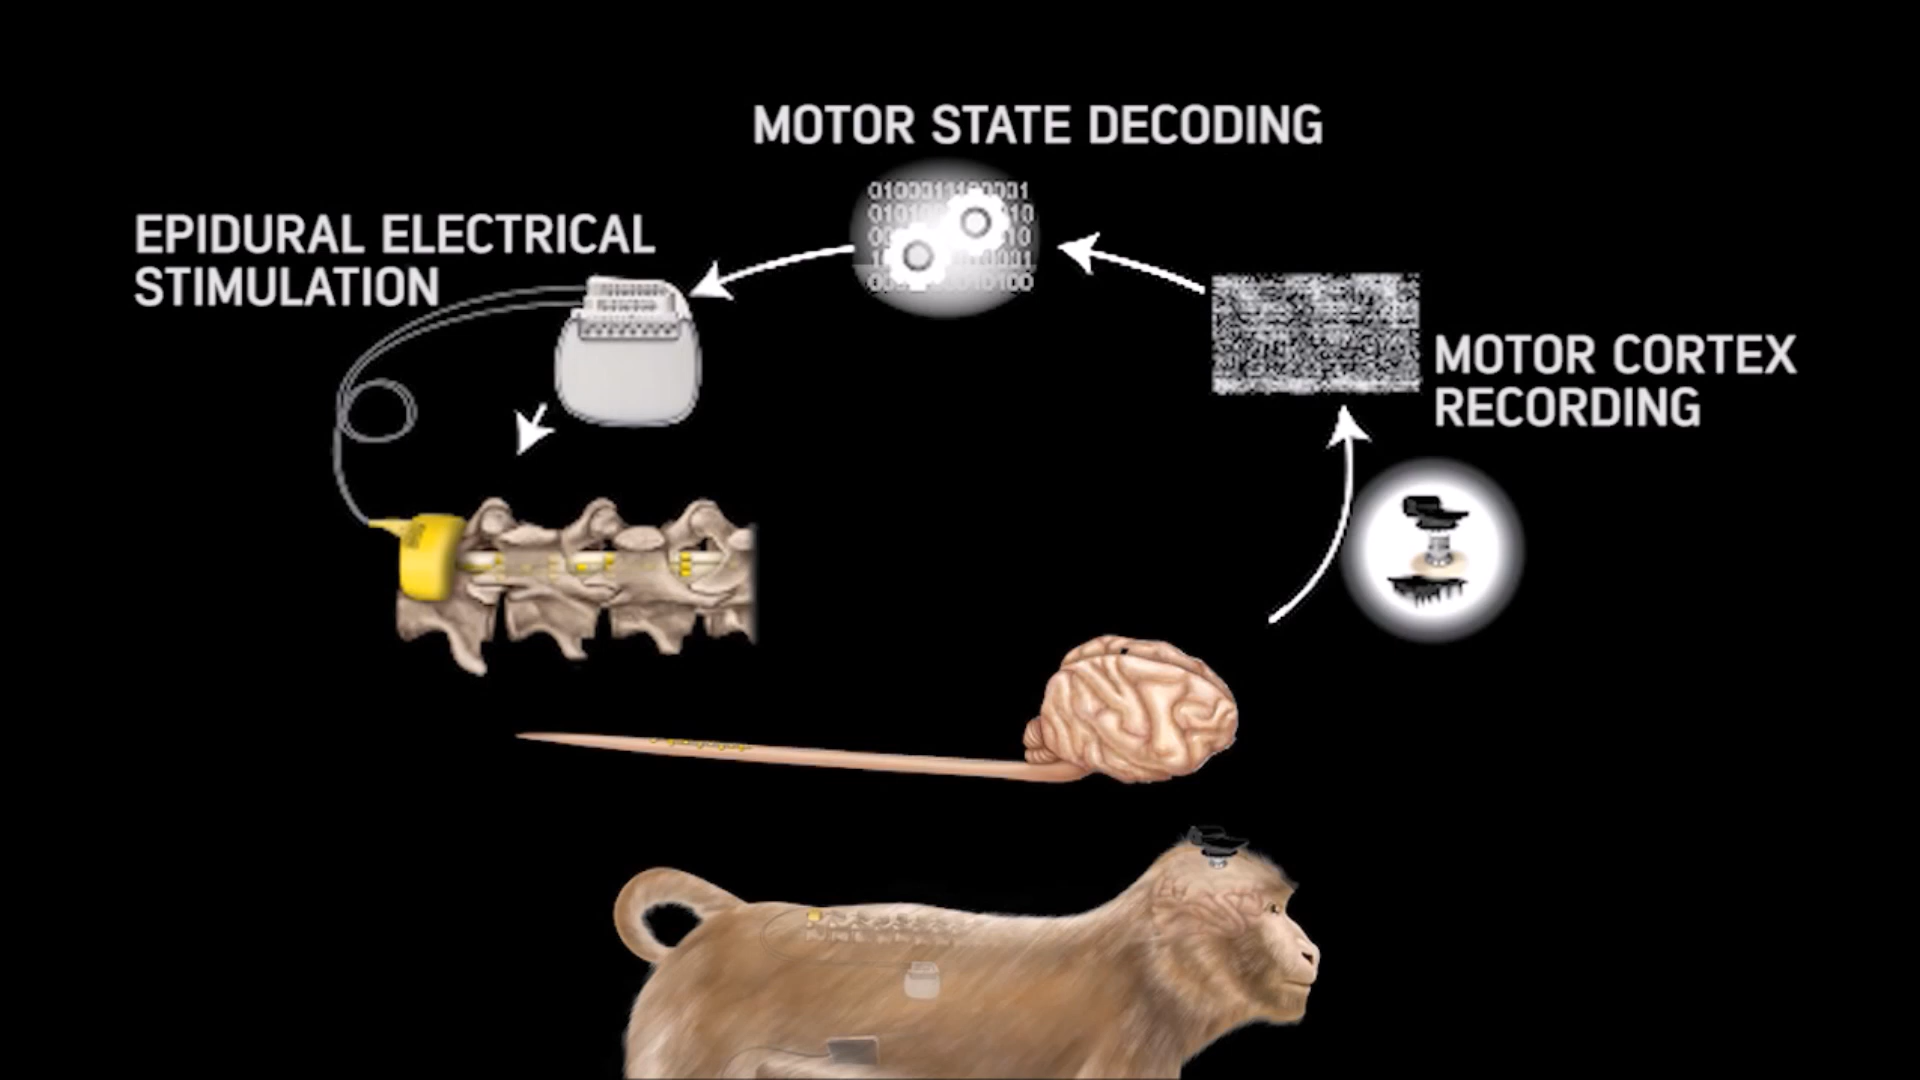 MOTOR STATE DECODING
EPIDURAL ELECTRICAL
STIMULATION
MOTOR CORTEX
RECORDING